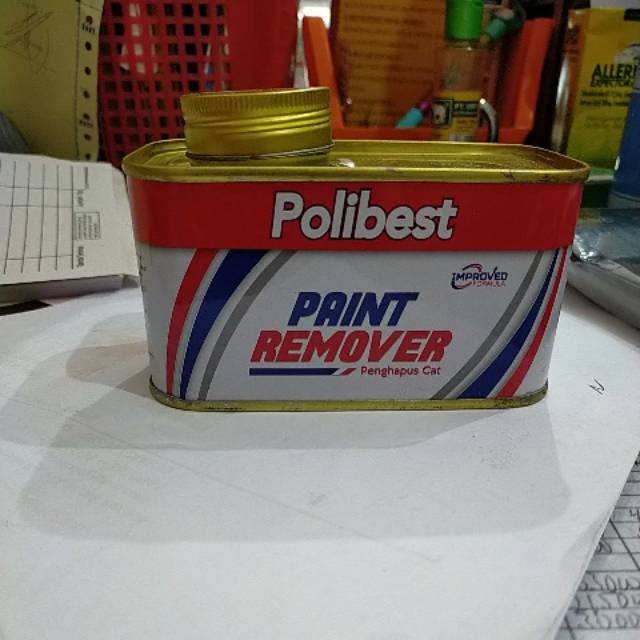 Polibest
IMPROVED
FORMULA
PAINT
REMOVER
Penghapus Cat